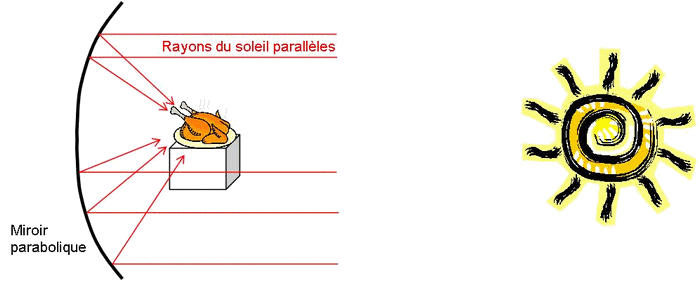 Rayons du soleil parallèles
Miroir
parabolique